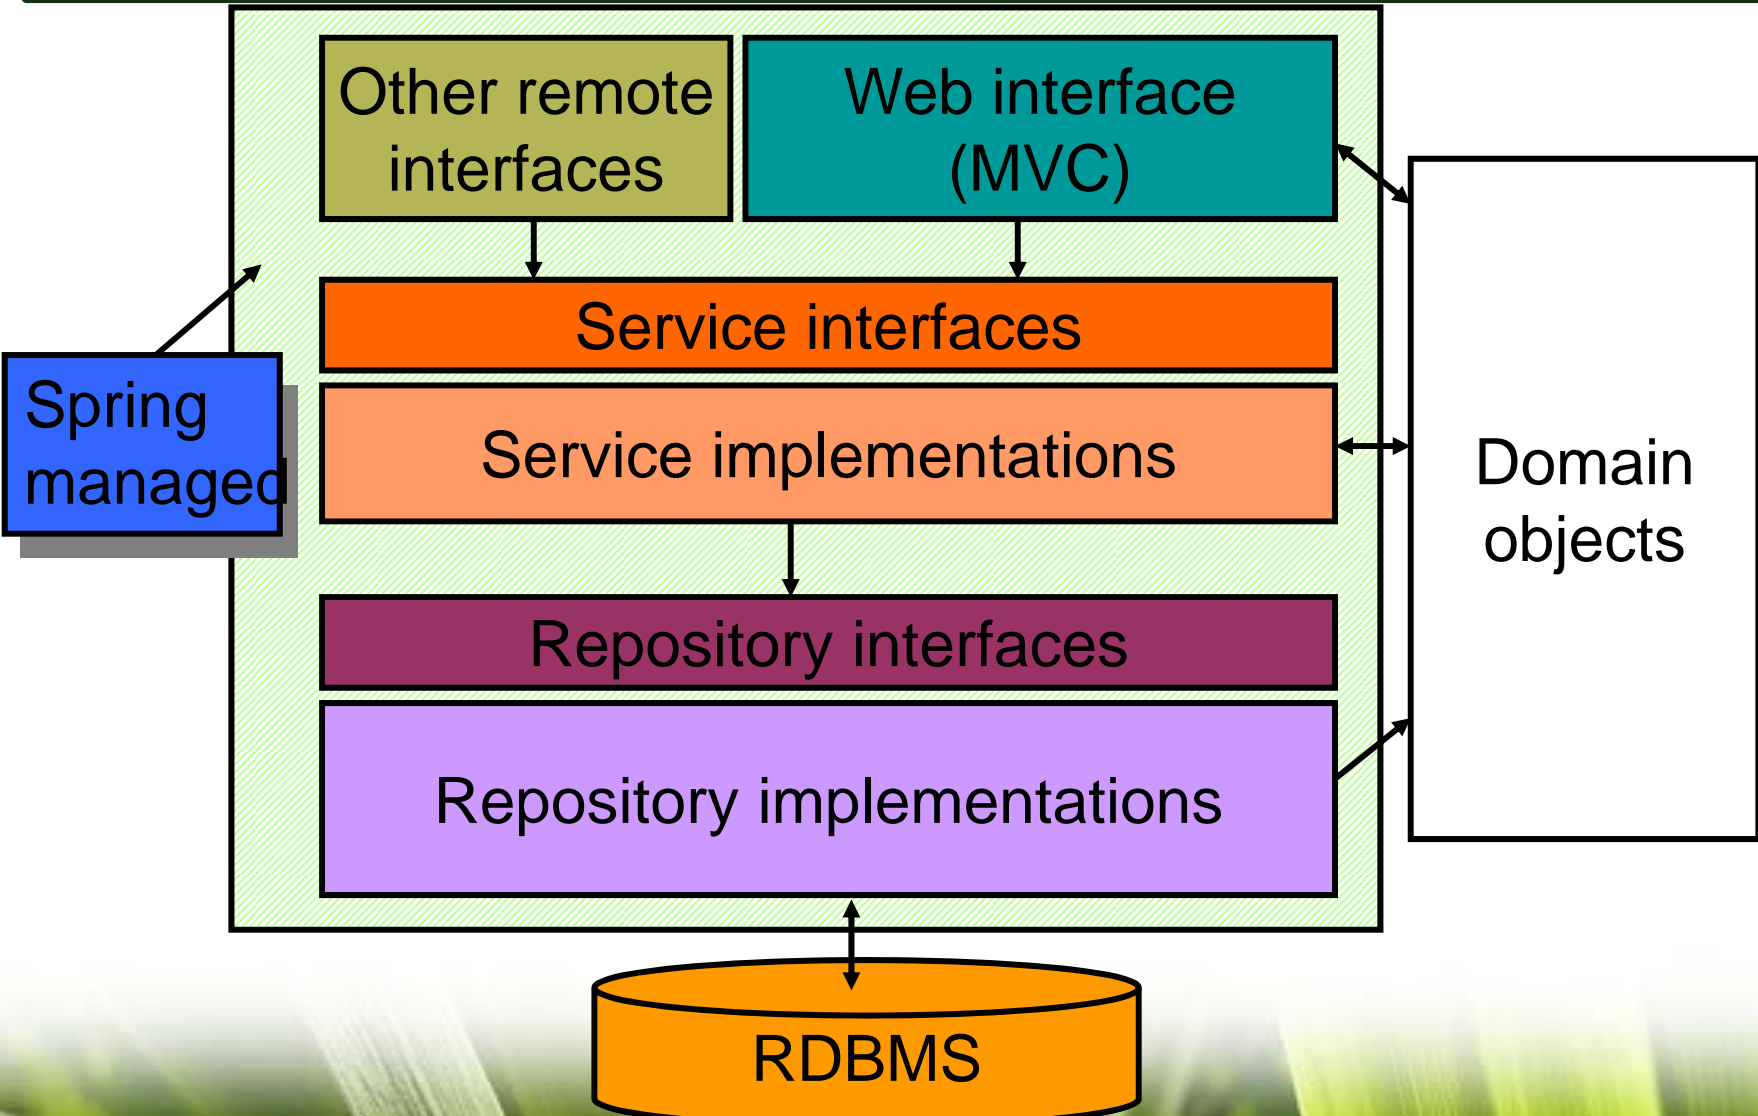 Other remote
interfaces
Web interface
(MVC)
Service interfaces
Spring
managed
Service implementations
Domain
objects
Repository interfaces
Repository implementations
RDBMS